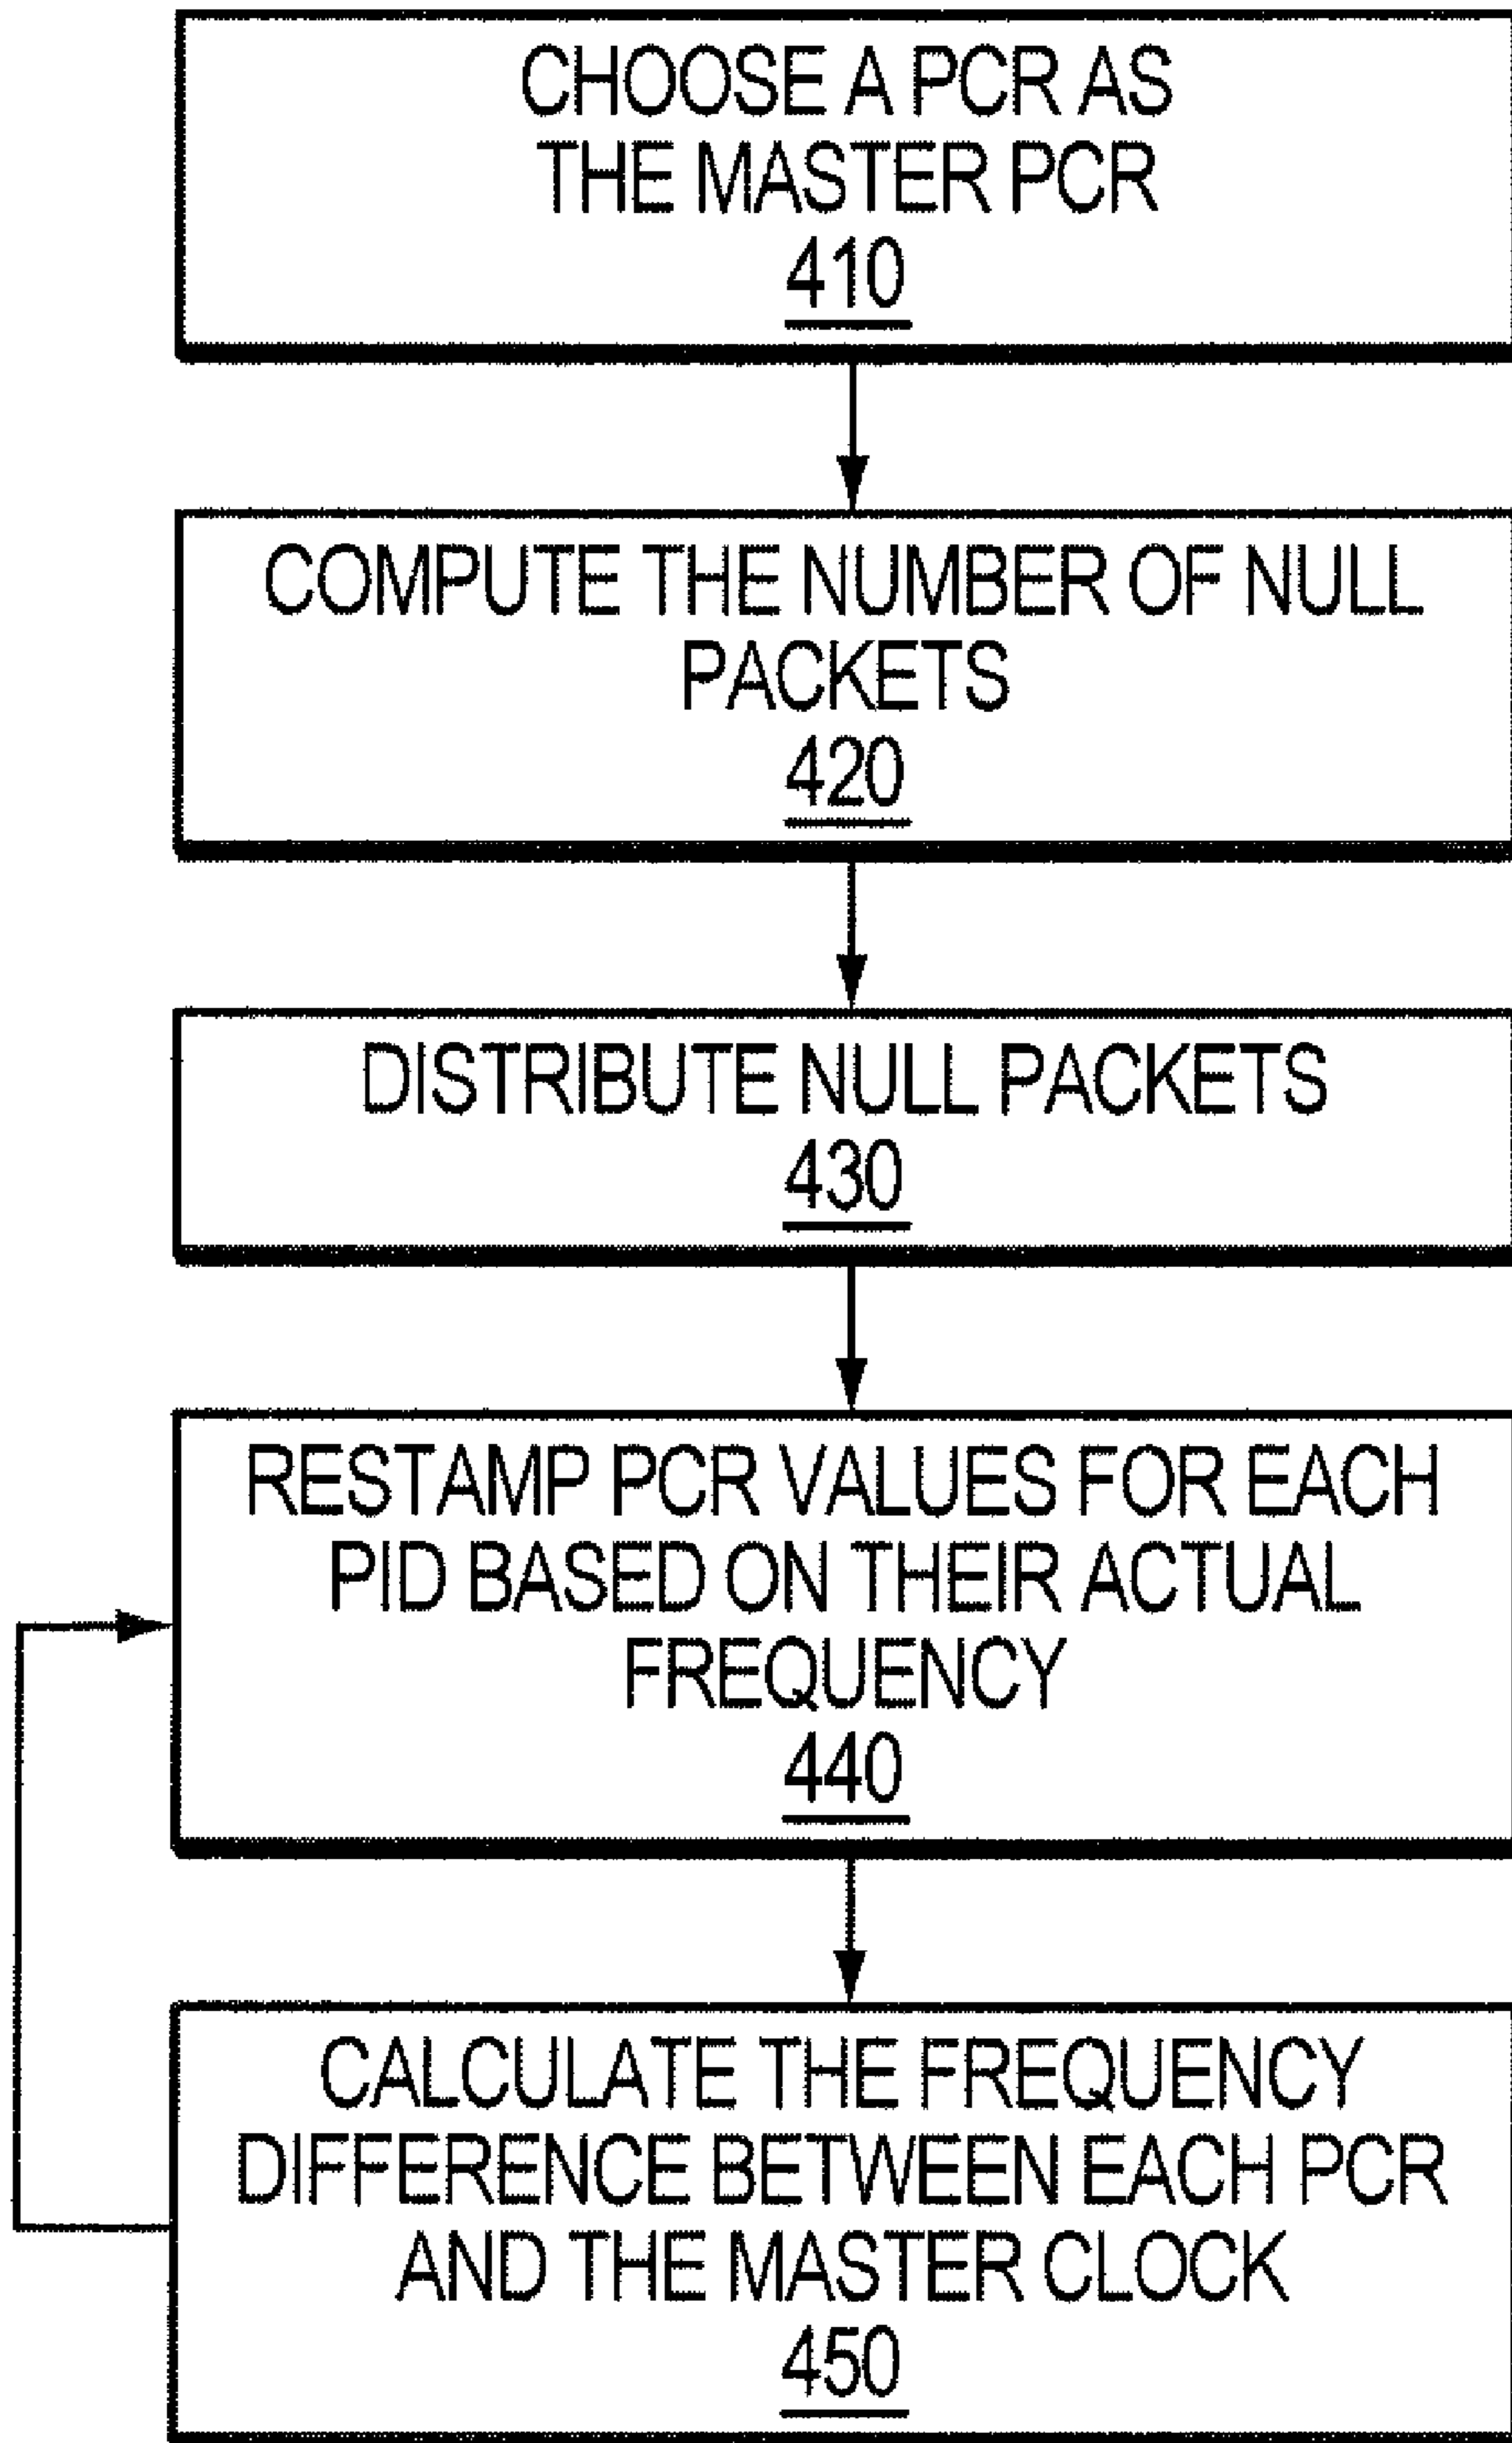 CHOOSE A PCR AS
THE MASTER PCR
410
COMPUTE THE NUMBER OF NULL
PACKETS
420
DISTRIBUTE NULL PACKETS
430
RESTAMP PCR VALUES FOR EACH
PID BASED ON THEIR ACTUAL
FREQUENCY
440
CALCULATE THE FREQUENCY
DIFFERENCE BETWEEN EACH PCR
AND THE MASTER CLOCK
450